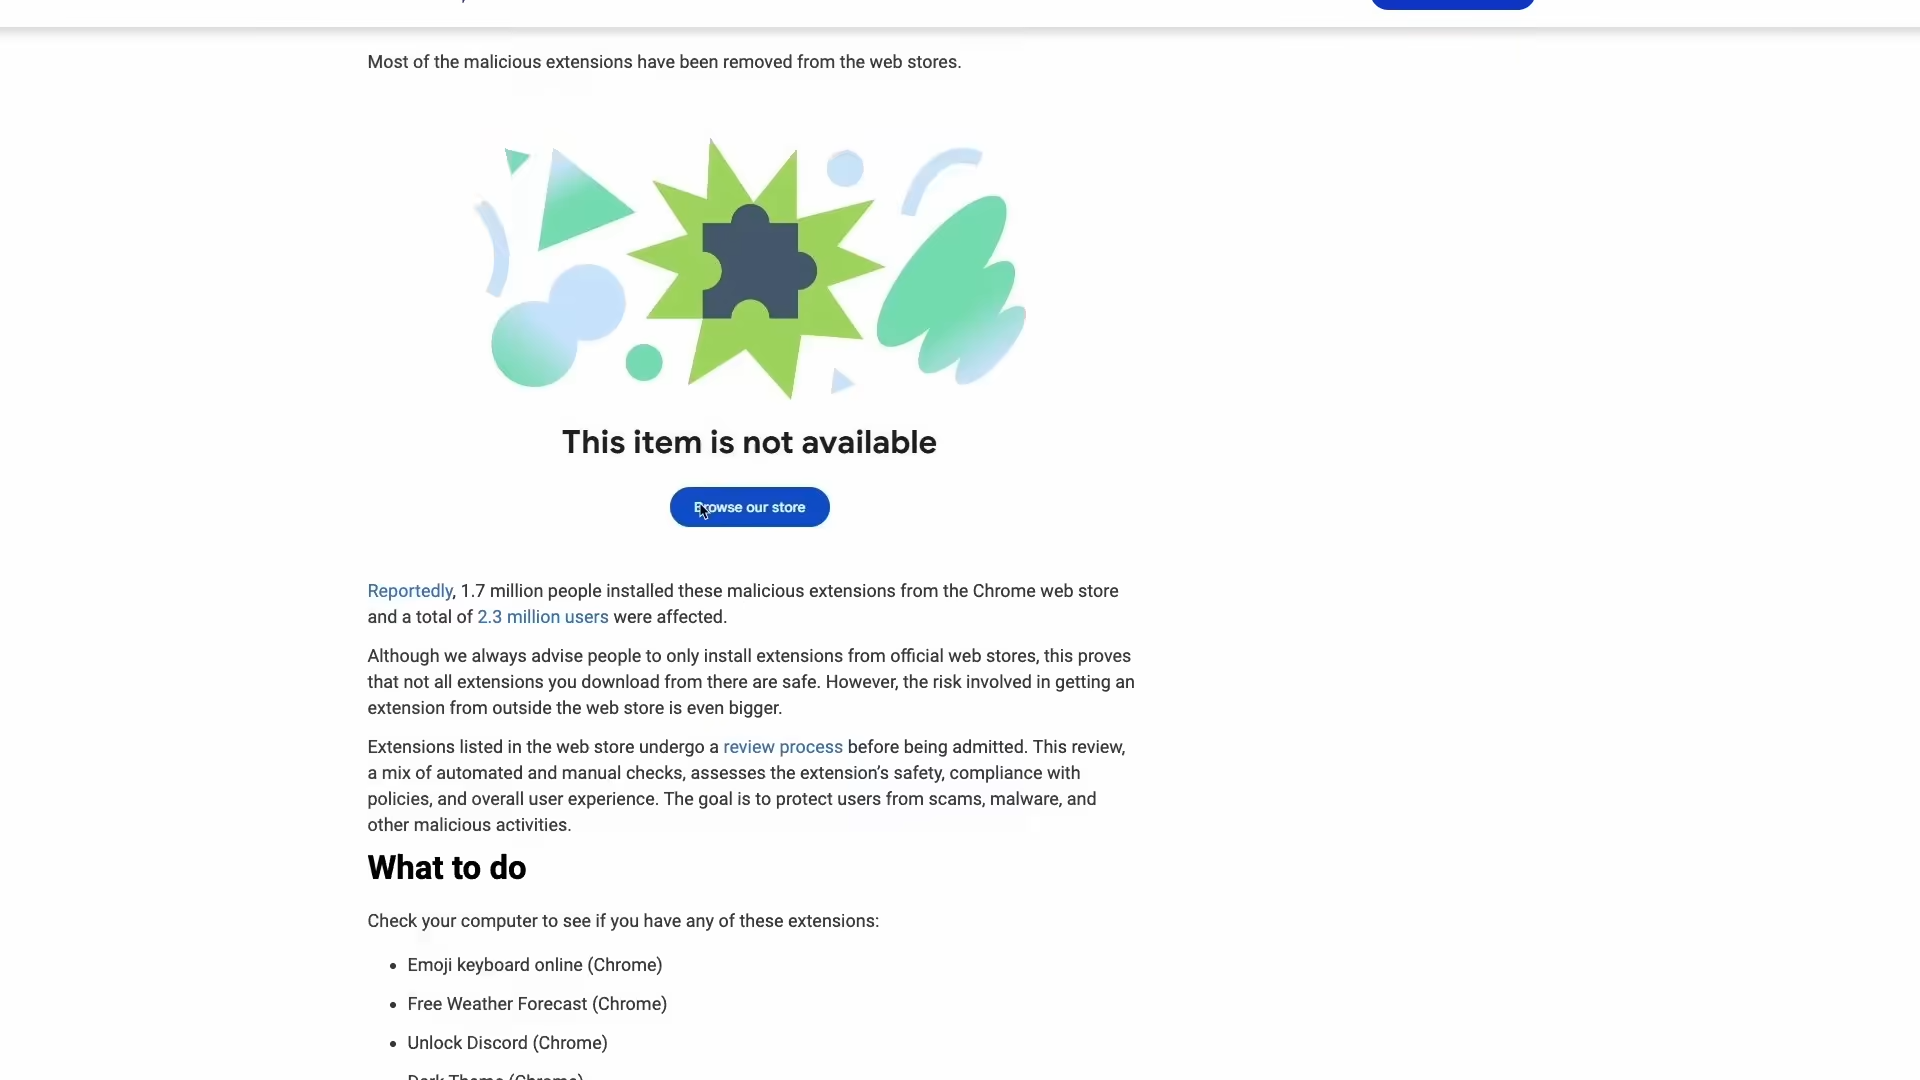 Most of the malicious extensions have been removed from the web stores.
This item is not available
Browse our store
Reportedly, 1.7 million people installed these malicious extensions from the Chrome web store
and a total of 2.3 million users were affected.
Although we always advise people to only install extensions from official web stores, this proves
that not all extensions you download from there are safe. However, the risk involved in getting an
extension from outside the web store is even bigger.
Extensions listed in the web store undergo a review process before being admitted. This review,
a mix of automated and manual checks, assesses the extension’s safety, compliance with
policies, and overall user experience. The goal is to protect users from scams, malware, and
other malicious activities.
What to do
Check your computer to see if you have any of these extensions:
• Emoji keyboard online (Chrome)
• Free Weather Forecast (Chrome)
• Unlock Discord (Chrome)
Dark Theme (Chrome)